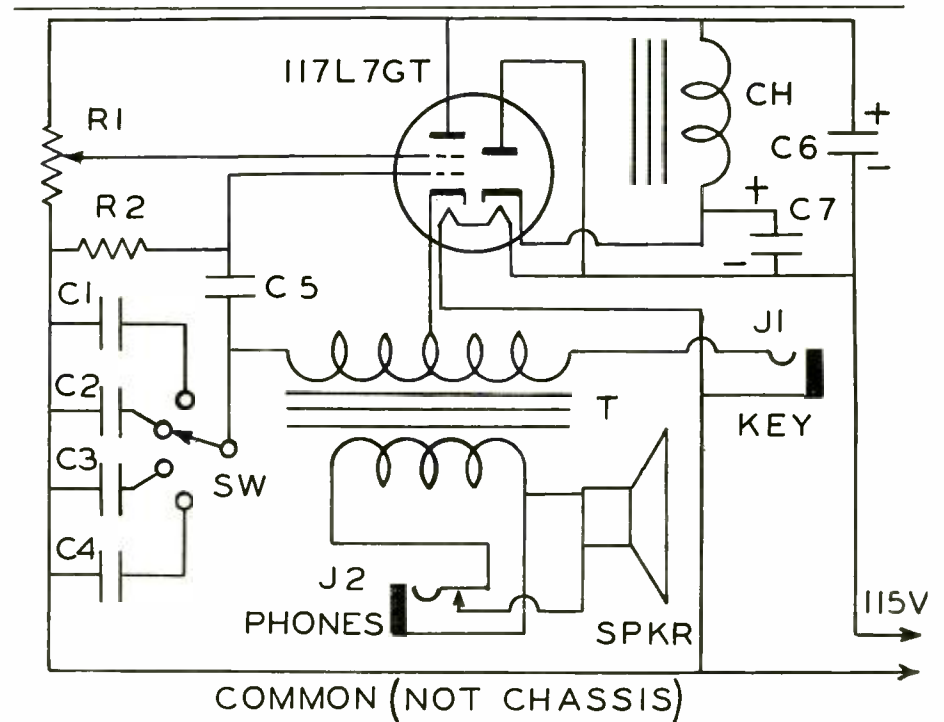 117L7GT
R1
CH
+
C6
-
R2
+
C7
-
C5
C1
J1
C2
T
KEY
C3
SW
C4
J2
PHONES
SPKR
115V
COMMON (NOT CHASSIS)